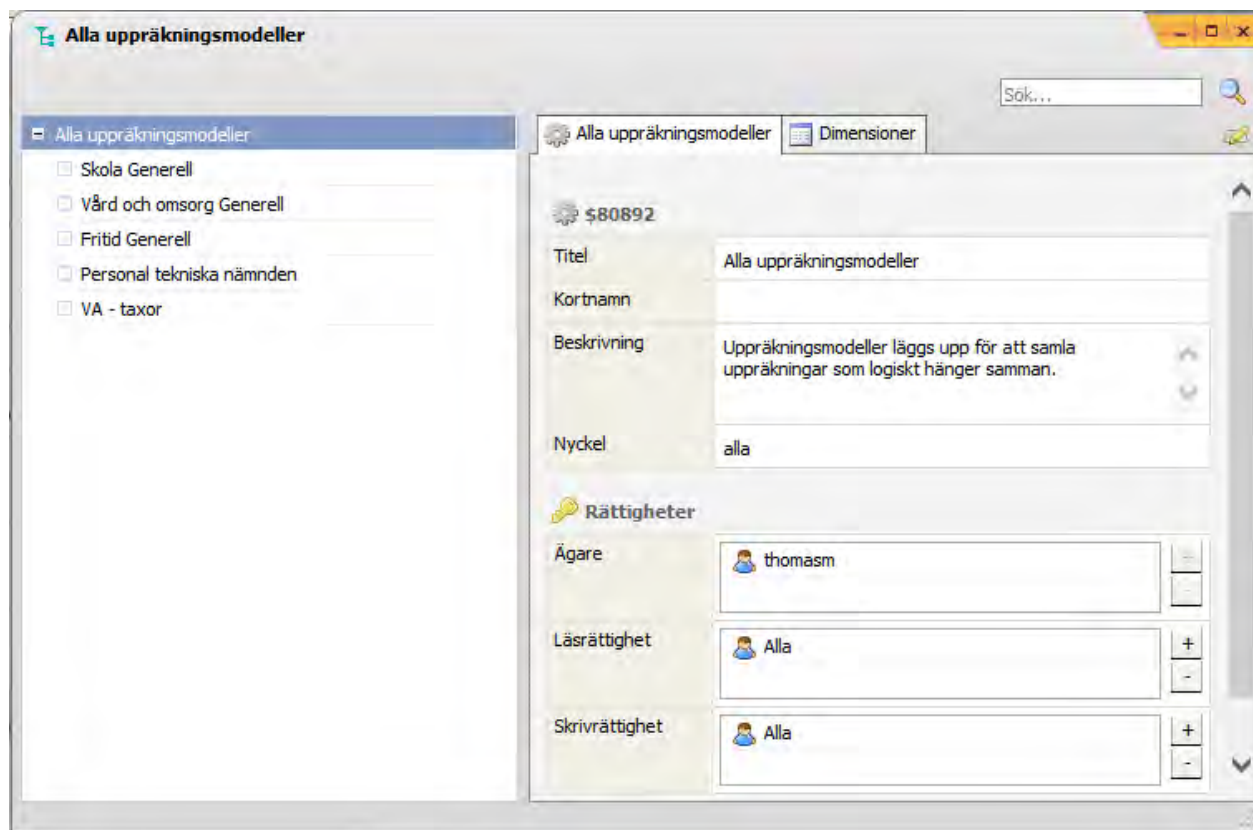 Alla uppräkningsmodeller
Sök...
Alla uppräkningsmodeller
Skola Generell
Vård och omsorg Generell
Fritid Generell
Personal tekniska nämnden
VA - taxor
Alla uppräkningsmodeller
Dimensioner
$80892
Titel
Alla uppräkningsmodeller
Kortnamn
Beskrivning
Uppräkningsmodeller läggs upp för att samla
uppräkningar som logiskt hänger samman.
Nyckel
alla
Rättigheter
Ägare
thomasm
Läsrättighet
Alla
Skrivrättighet
Alla